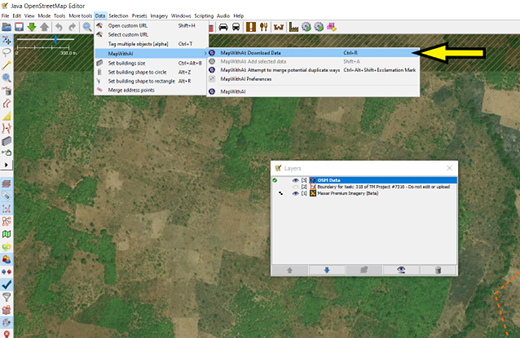 Java OpenStreetMap Editor
File Edit View Mode Tools More tools Data Selection Presets Imagery Windows Scripting Audio Help
Open custom URL Shift+H
Select custom URL
Tag multiple objects [alpha] Ctrl+T
MapWithAI
Set buildings size Ctrl+Alt+B
Set building shape to circle Alt+Z
Set building shape to rectangle Alt+R
Merge address points
MapWithAI: Download Data Ctrl-R
MapWithAI: Add selected data Shift-A
MapWithAI: Attempt to merge potential duplicate ways Ctrl+Alt+Shift+Exclamation Mark
MapWithAI Preferences
MapWithAI
300.0 m
Layers
[3] OSM Data
[2] Boundary for task: 318 of TM Project #7318 - Do not edit or upload
[1] Maxar Premium Imagery (Beta)